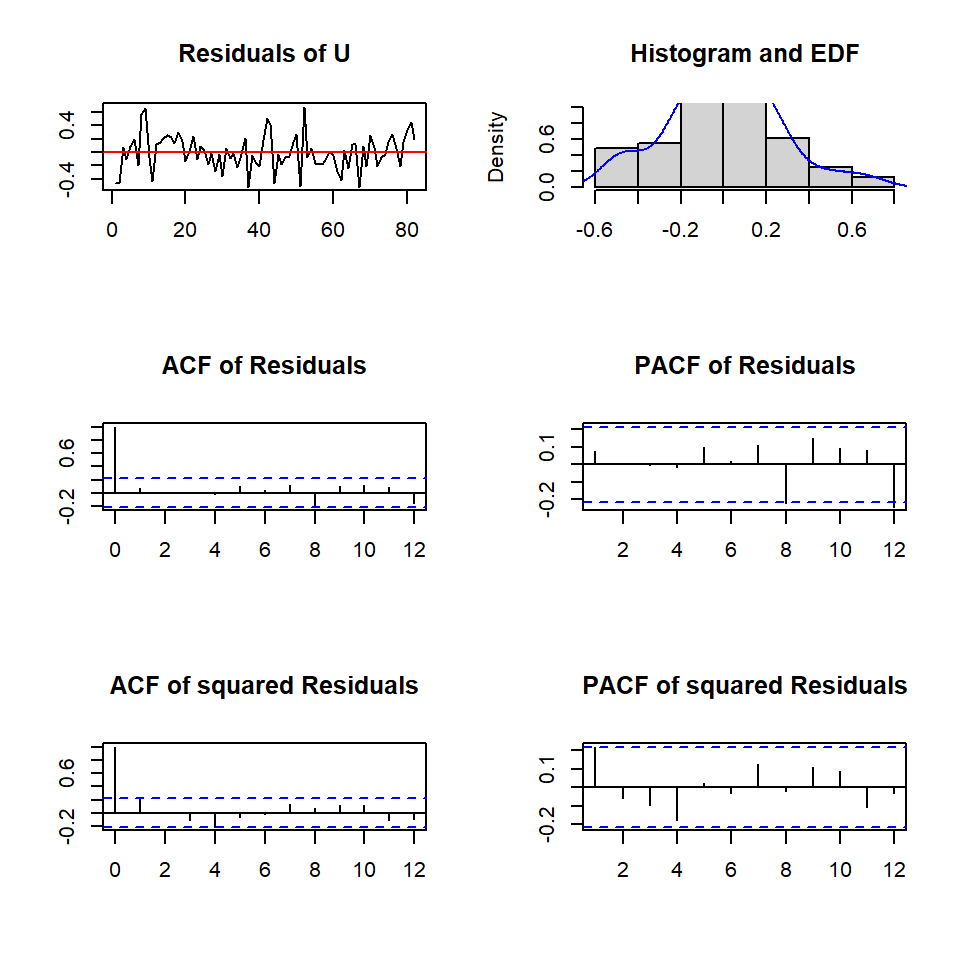 Residuals of U
Histogram and EDF
0.4
-0.4
0 20 40 60 80
Density
0.6
0.0
-0.6 -0.2 0.2 0.6
ACF of Residuals
PACF of Residuals
0.6
-0.2
0 2 4 6 8 10 12
0.1
-0.2
2 4 6 8 10 12
ACF of squared Residuals
PACF of squared Residuals
0.6
-0.2
0 2 4 6 8 10 12
0.1
-0.2
2 4 6 8 10 12